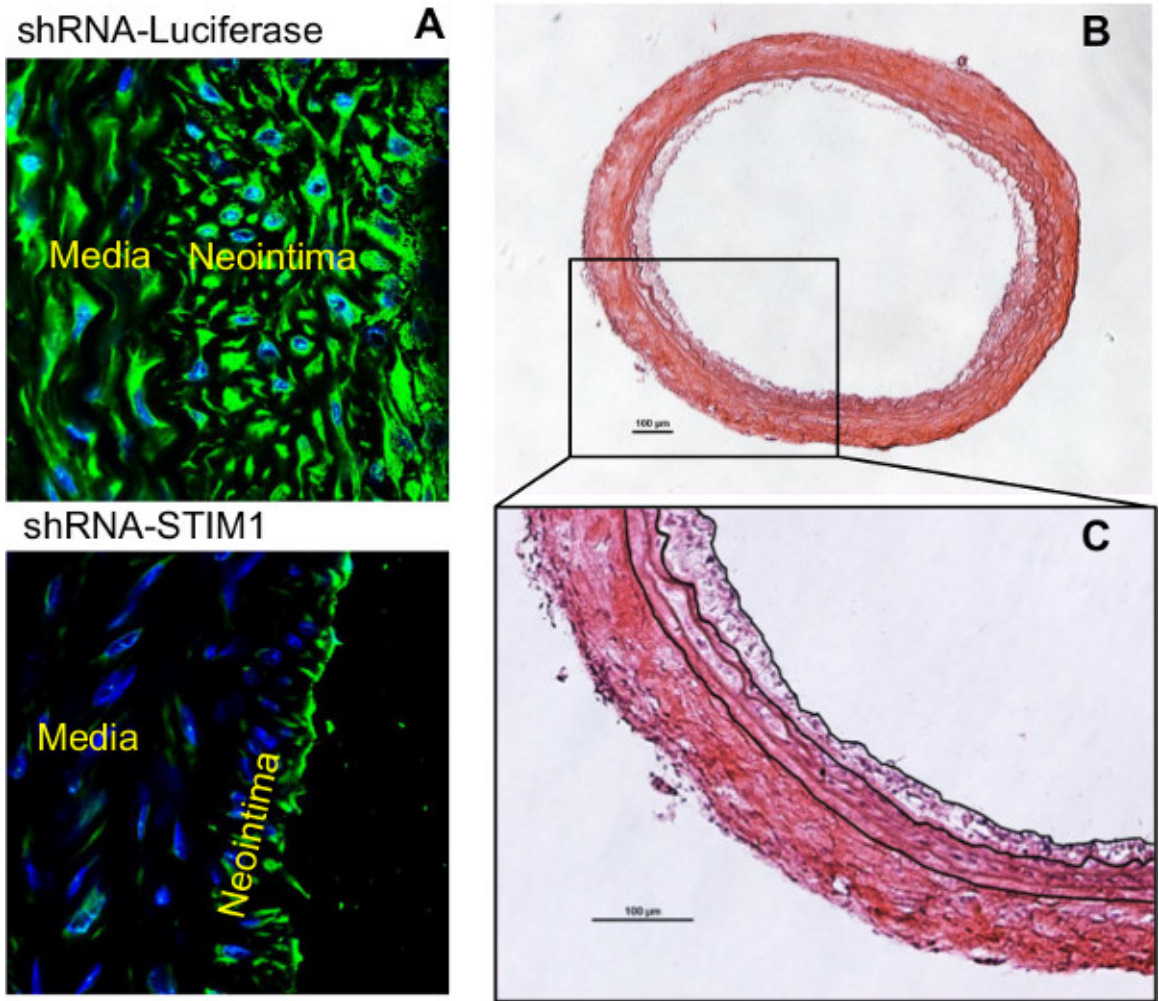 shRNA-Luciferase
A
Media
Neointima
shRNA-STIM1
Media
Neointima
B
100 µm
C
100 µm